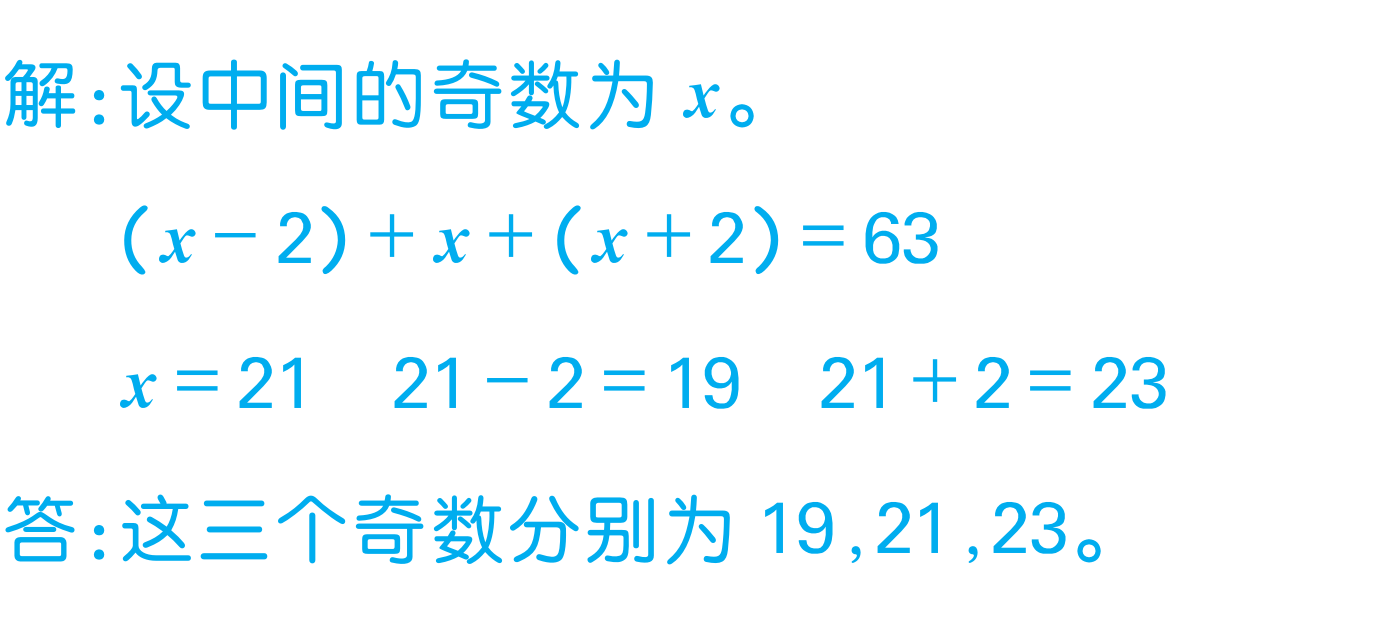 解:设中间的奇数为 x。
(x－2)＋x＋(x＋2)＝63
x＝21　21－2＝19　21＋2＝23
答:这三个奇数分别为 19,21,23。